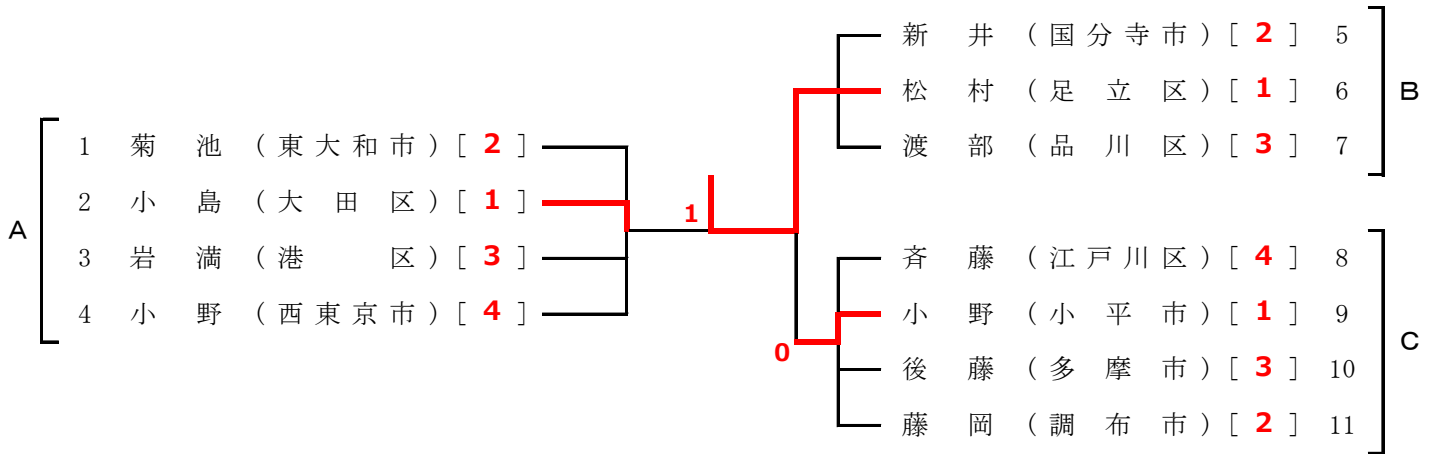 A
1 菊池 (東大和市) [ 2 ]
2 小島 (大田区) [ 1 ]
3 岩満 (港区) [ 3 ]
4 小野 (西東京市) [ 4 ]
1
0
新井 (国分寺市) [ 2 ] 5
松村 (足立区) [ 1 ] 6
渡部 (品川区) [ 3 ] 7
B
斉藤 (江戸川区) [ 4 ] 8
小野 (小平市) [ 1 ] 9
後藤 (多摩市) [ 3 ] 10
藤岡 (調布市) [ 2 ] 11
C